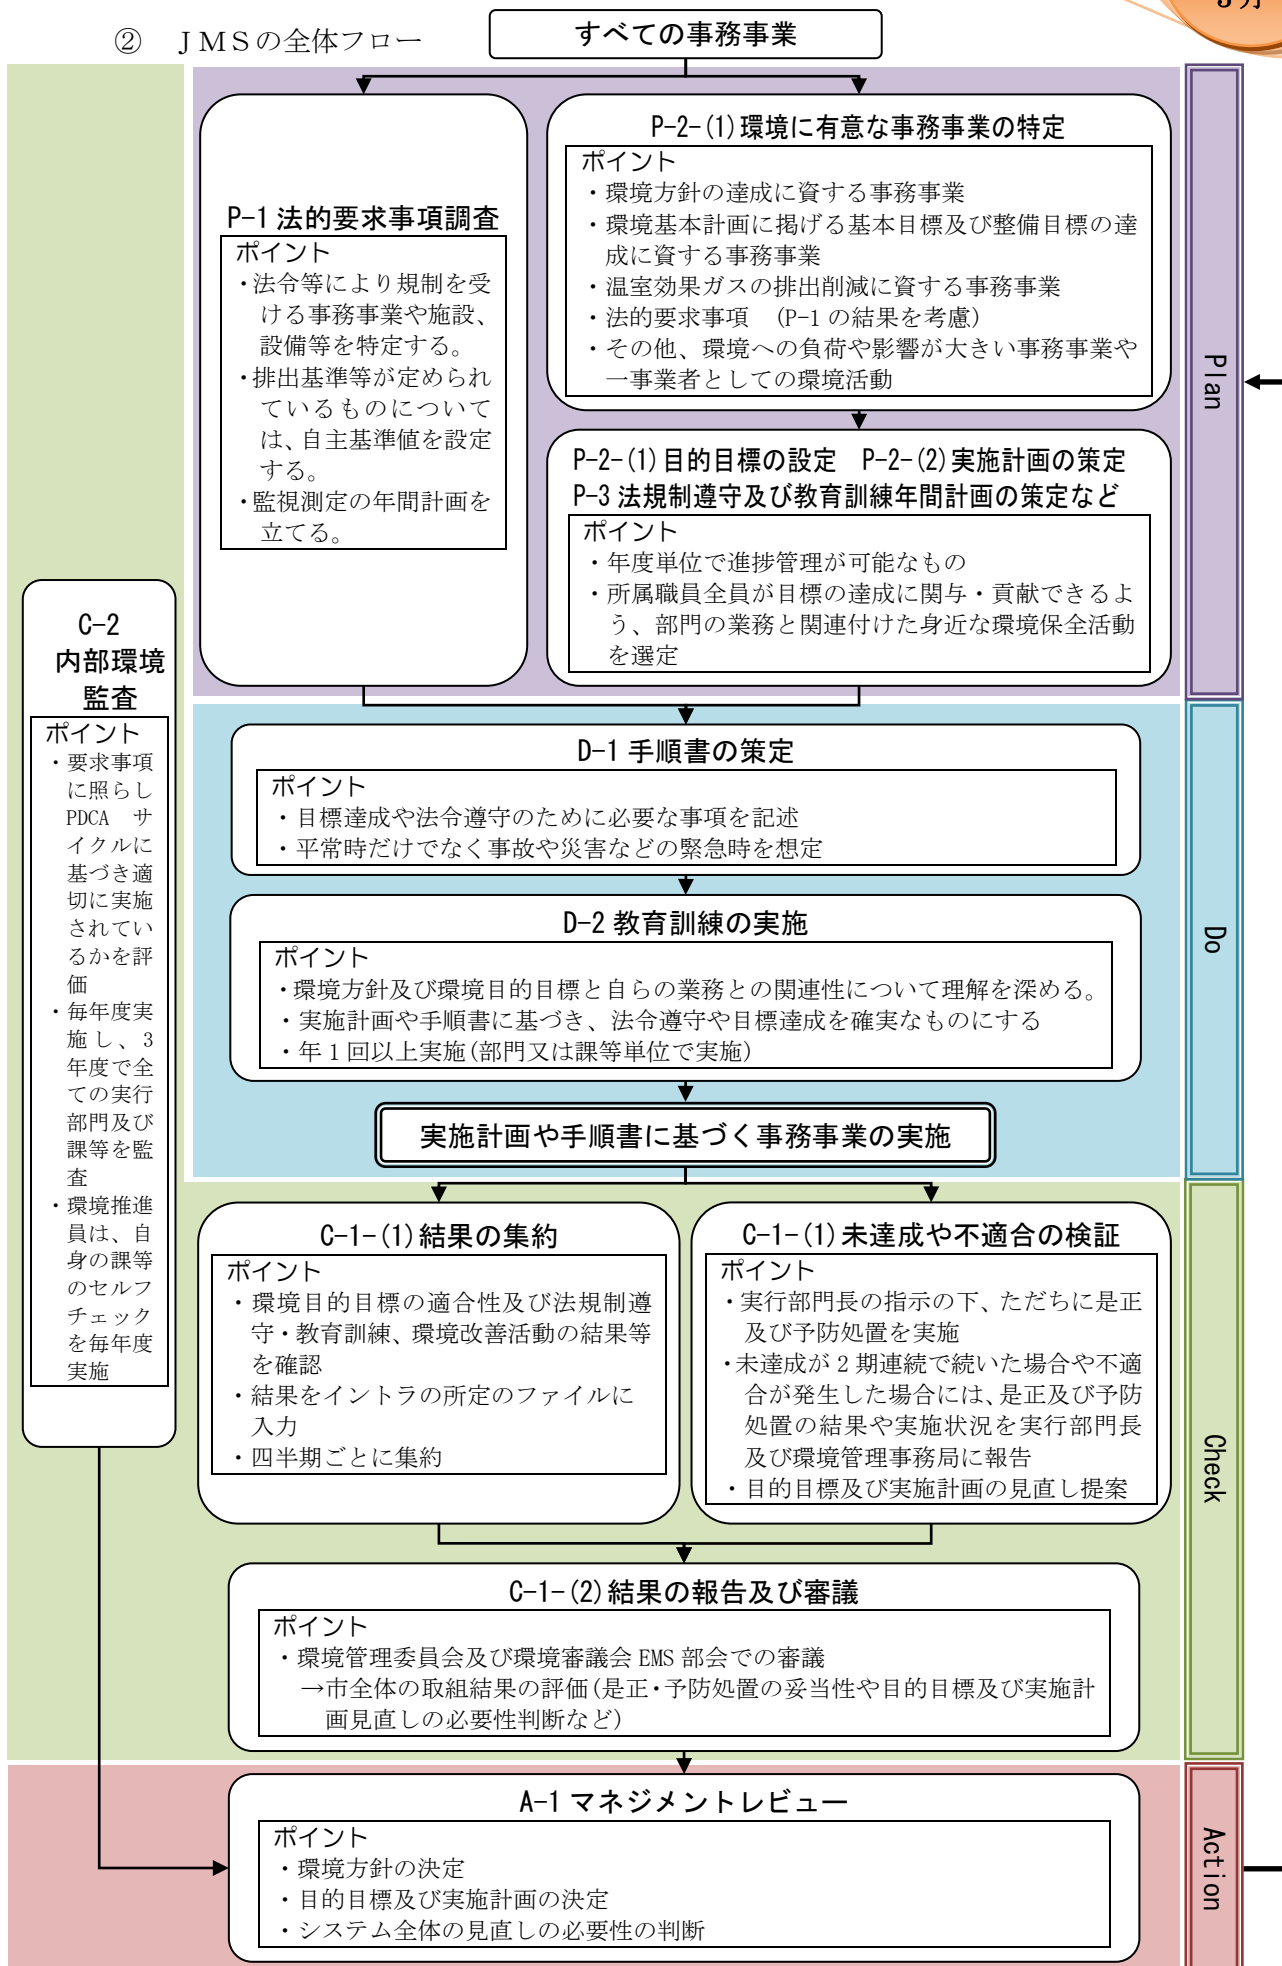 3月
② ＪＭＳの全体フロー
すべての事務事業
P-1 法的要求事項調査
ポイント
・法令等により規制を受
ける事務事業や施設、
設備等を特定する。
・排出基準等が定められ
ているものについて
は、自主基準値を設定
する。
・監視測定の年間計画を
立てる。
P-2-(1)環境に有意な事務事業の特定
ポイント
・環境方針の達成に資する事務事業
・環境基本計画に掲げる基本目標及び整備目標の達
成に資する事務事業
・温室効果ガスの排出削減に資する事務事業
・法的要求事項　(P-1 の結果を考慮)
・その他、環境への負荷や影響が大きい事務事業や
一事業者としての環境活動
P-2-(1)目的目標の設定　P-2-(2)実施計画の策定
P-3 法規制遵守及び教育訓練年間計画の策定など
ポイント
・年度単位で進捗管理が可能なもの
・所属職員全員が目標の達成に関与・貢献できるよ
う、部門の業務と関連付けた身近な環境保全活動
を選定
Plan
C-2
内部環境
監査
ポイント
・要求事項
に照らし
PDCA サ
イクルに
基づき適
切に実施
されてい
るかを評
価
・毎年度実
施し、3
年度で全
ての実行
部門及び
課等を監
査
・環境推進
員は、自
身の課等
のセルフ
チェック
を毎年度
実施
D-1 手順書の策定
ポイント
・目標達成や法令遵守のために必要な事項を記述
・平常時だけでなく事故や災害などの緊急時を想定
D-2 教育訓練の実施
ポイント
・環境方針及び環境目的目標と自らの業務との関連性について理解を深める。
・実施計画や手順書に基づき、法令遵守や目標達成を確実なものにする
・年 1 回以上実施(部門又は課等単位で実施)
実施計画や手順書に基づく事務事業の実施
Do
C-1-(1)結果の集約
ポイント
・環境目的目標の適合性及び法規制遵
守・教育訓練、環境改善活動の結果等
を確認
・結果をイントラの所定のファイルに
入力
・四半期ごとに集約
C-1-(1)未達成や不適合の検証
ポイント
・実行部門長の指示の下、ただちに是正
及び予防処置を実施
・未達成が 2 期連続で続いた場合や不適
合が発生した場合には、是正及び予防
処置の結果や実施状況を実行部門長
及び環境管理事務局に報告
・目的目標及び実施計画の見直し提案
C-1-(2)結果の報告及び審議
ポイント
・環境管理委員会及び環境審議会 EMS 部会での審議
→市全体の取組結果の評価(是正・予防処置の妥当性や目的目標及び実施計
画見直しの必要性判断など)
Check
A-1 マネジメントレビュー
ポイント
・環境方針の決定
・目的目標及び実施計画の決定
・システム全体の見直しの必要性の判断
Action